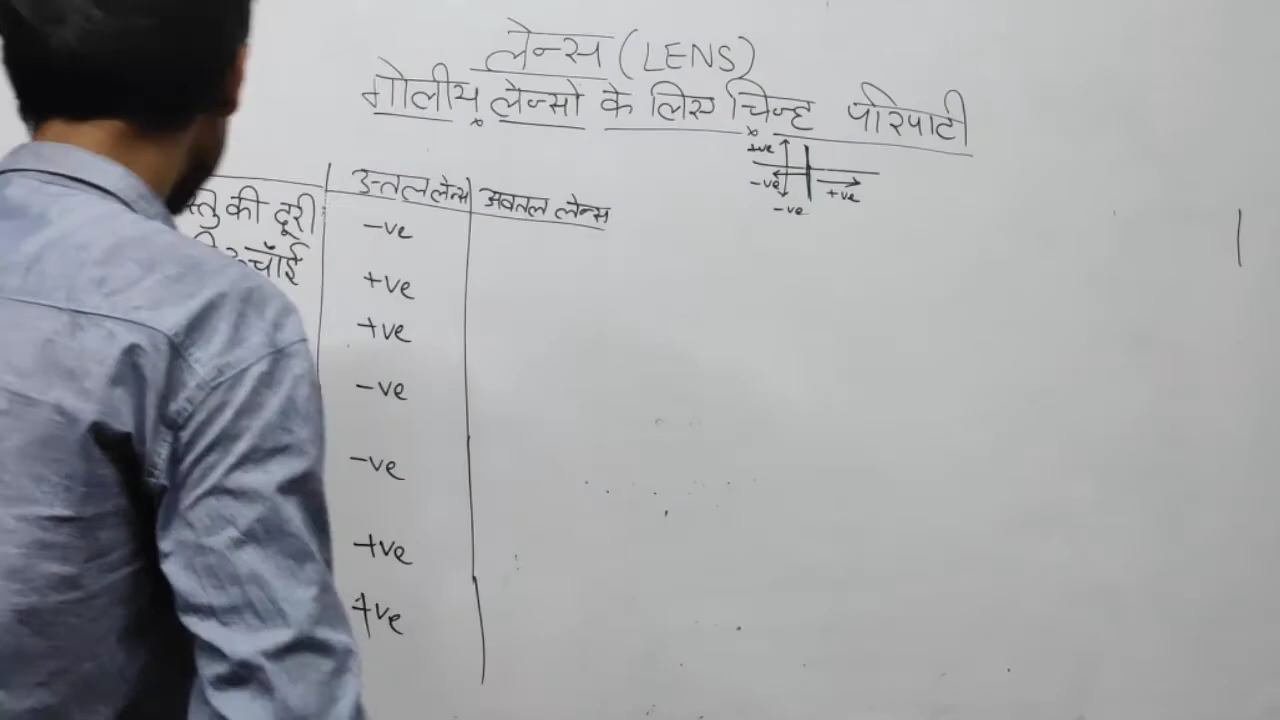 लेन्स (LENS)
गोलीय लेन्सो के लिए चिन्ह परिपाटी
+ve
-ve +ve
-ve
उत्तल लेन्स अवतल लेन्स
की दूरी -ve
ऊँचाई +ve
+ve
-ve
-ve
+ve
+ve